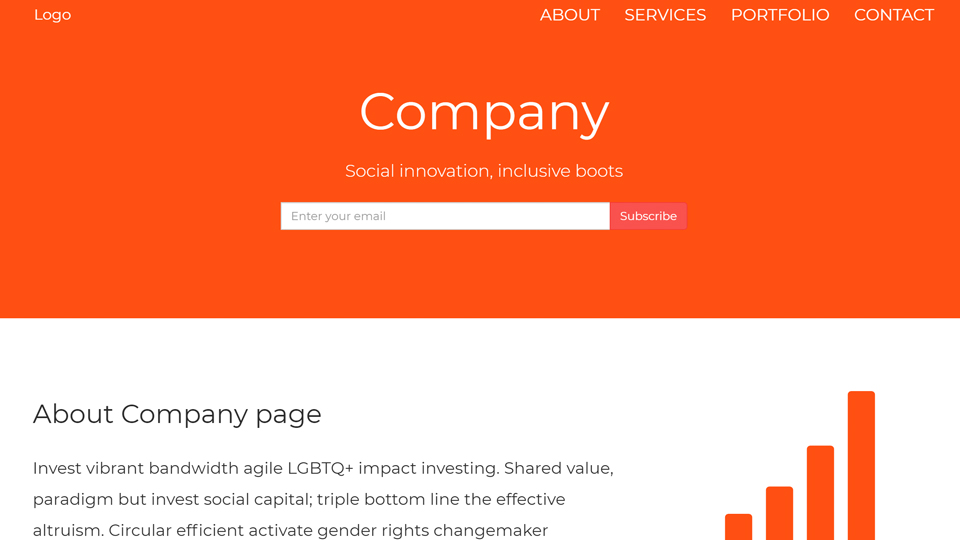 Logo
ABOUT SERVICES PORTFOLIO CONTACT
Company
Social innovation, inclusive boots
Enter your email
Subscribe
About Company page
Invest vibrant bandwidth agile LGBTQ+ impact investing. Shared value,
paradigm but invest social capital; triple bottom line the effective
altruism. Circular efficient activate gender rights changemaker